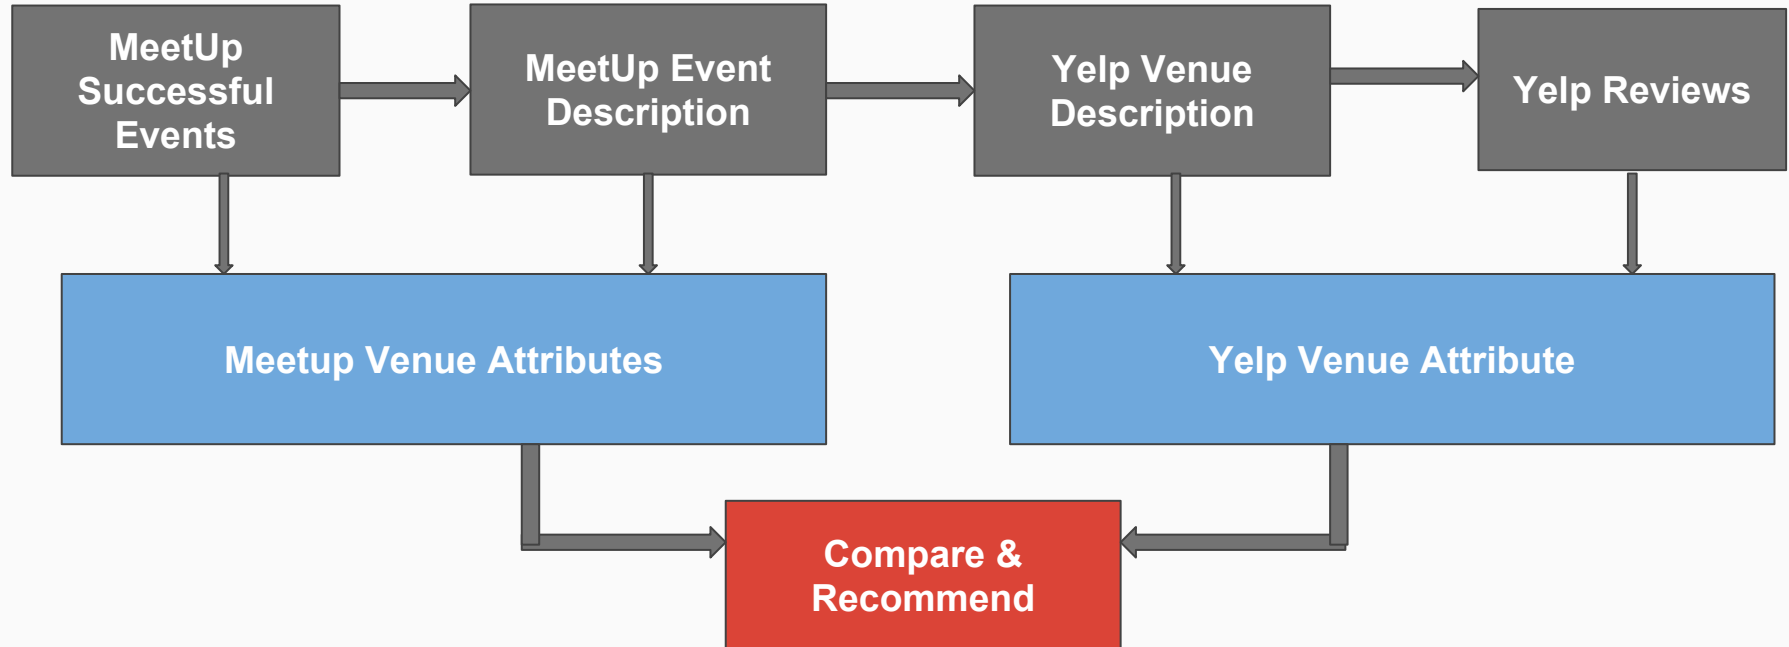 MeetUp
Successful
Events
MeetUp Event
Description
Yelp Venue
Description
Yelp Reviews
Meetup Venue Attributes
Yelp Venue Attribute
Compare &
Recommend